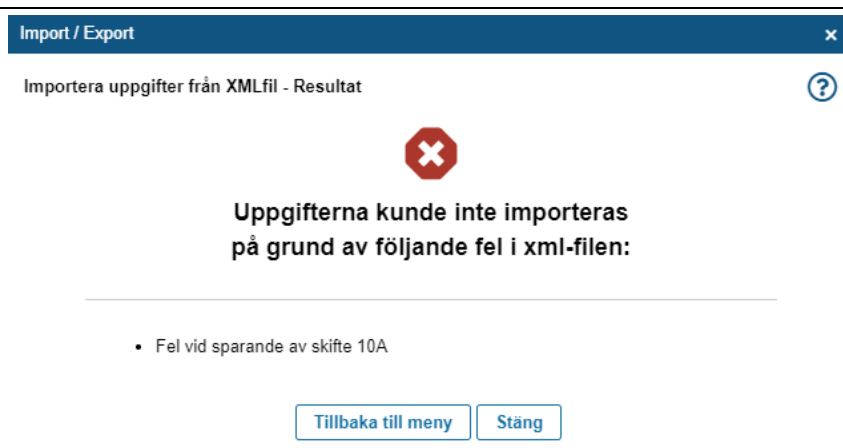 Import / Export
×
Importera uppgifter från XMLfil - Resultat
?
Uppgifterna kunde inte importeras
på grund av följande fel i xml-filen:
• Fel vid sparande av skifte 10A
Tillbaka till meny
Stäng